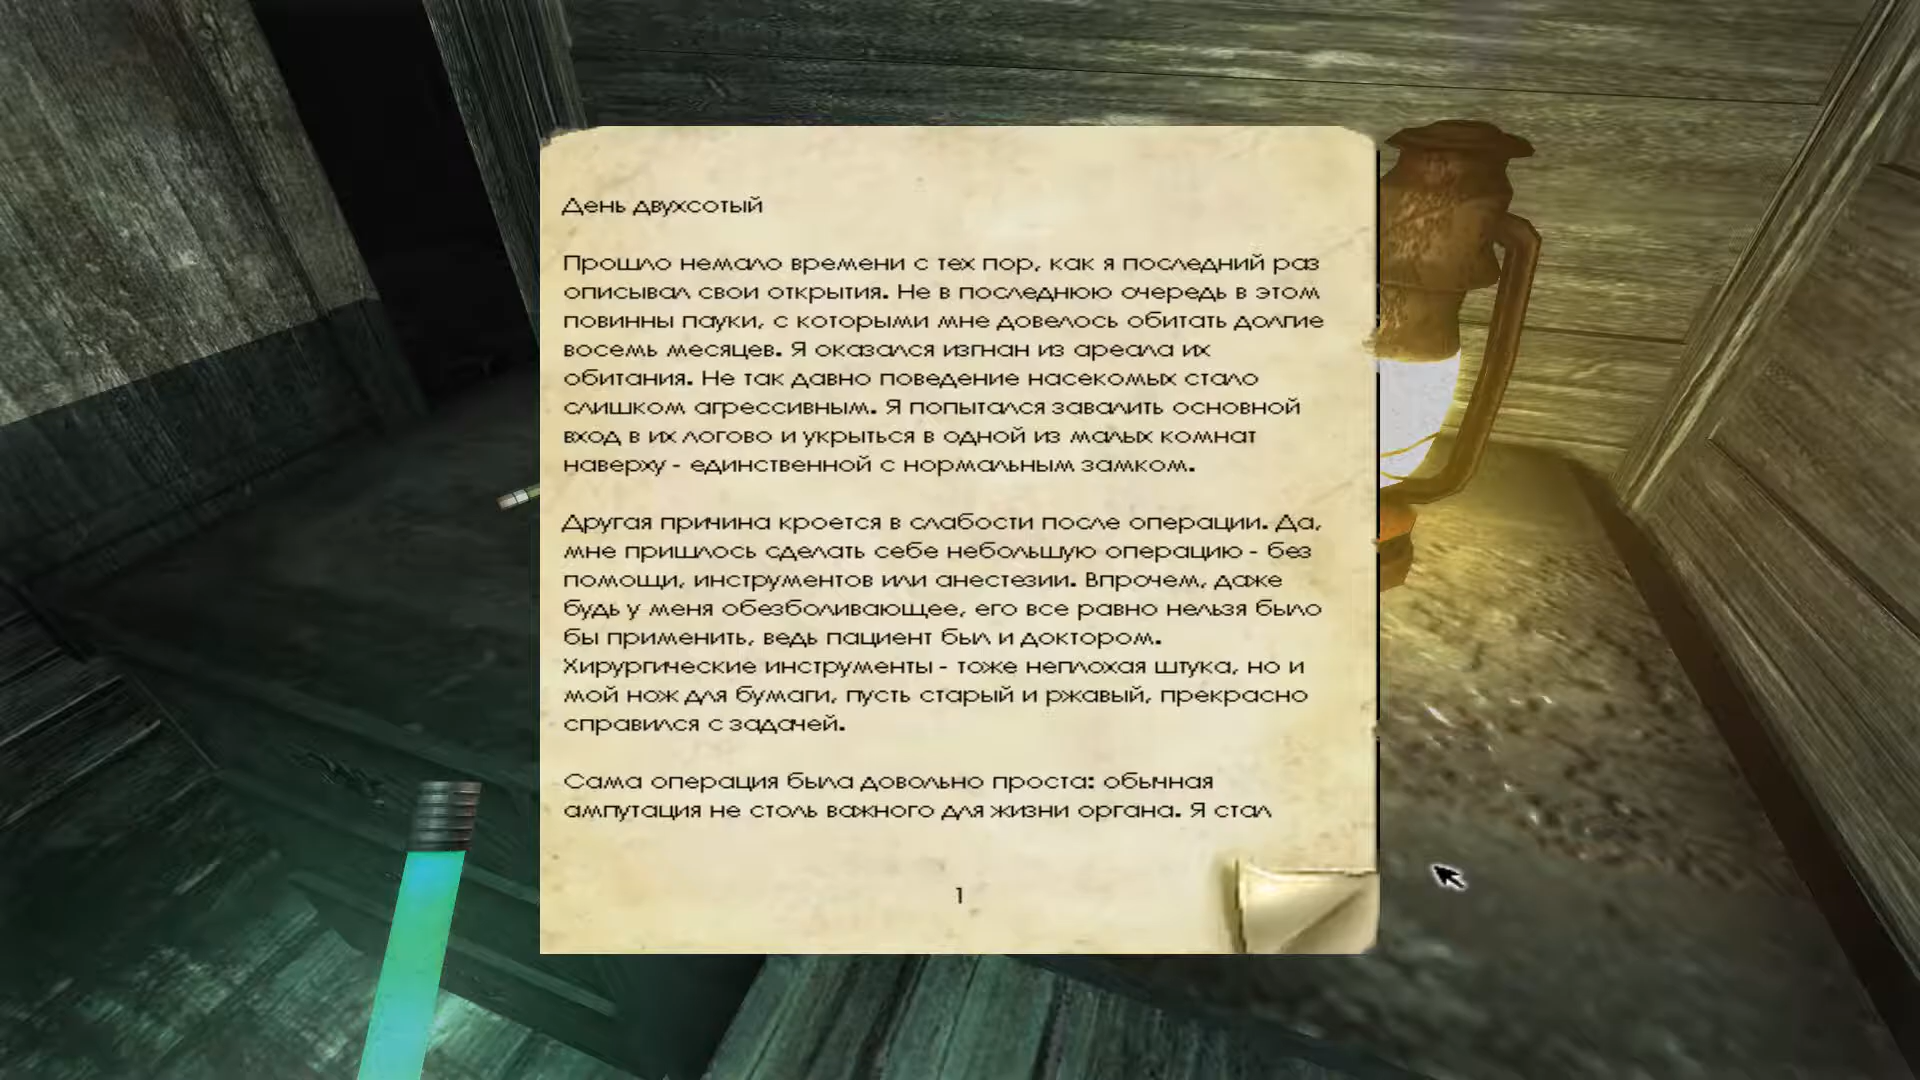 День двухсотый
Прошло немало времени с тех пор, как я последний раз
описывал свои открытия. Не в последнюю очередь в этом
повинны пауки, с которыми мне довелось обитать долгие
восемь месяцев. Я оказался изгнан из ареала их
обитания. Не так давно поведение насекомых стало
слишком агрессивным. Я попытался завалить основной
вход в их логово и укрыться в одной из малых комнат
наверху - единственной с нормальным замком.
Другая причина кроется в слабости после операции. Да,
мне пришлось сделать себе небольшую операцию - без
помощи, инструментов или анестезии. Впрочем, даже
будь у меня обезболивающее, его все равно нельзя было
бы применить, ведь пациент был и доктором.
Хирургические инструменты - тоже неплохая штука, но и
мой нож для бумаги, пусть старый и ржавый, прекрасно
справился с задачей.
Сама операция была довольно проста: обычная
ампутация не столь важного для жизни органа. Я стал
1